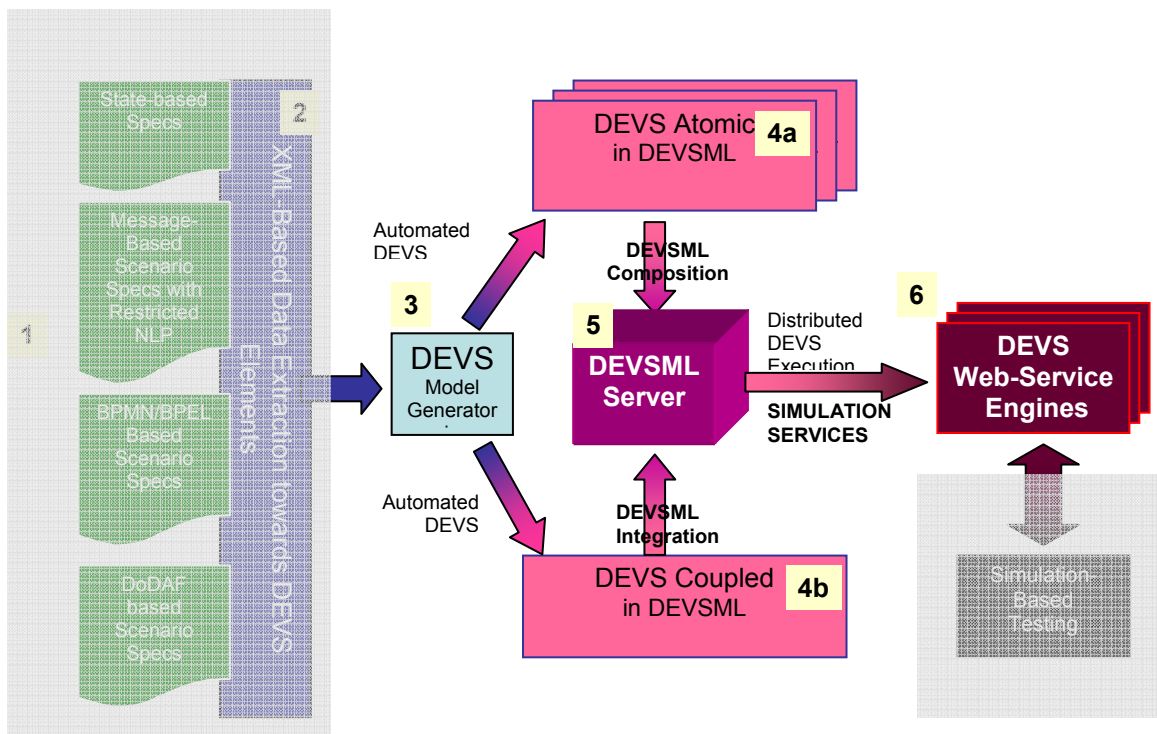 1
State-based
Specs
Message-
Based
Scenario
Specs with
Restricted
NLP
BPMN/BPEL
Based
Scenario
Specs
DoDAF
based
Scenario
Specs
2
XML-Based Data Extraction towards DEVS
Elements
3
DEVS
Model
Generator
.
Automated
DEVS
Automated
DEVS
DEVS Atomic
in DEVSML
4a
DEVSML
Composition
5
DEVSML
Server
DEVSML
Integration
DEVS Coupled
in DEVSML
4b
Distributed
DEVS
Execution
SIMULATION
SERVICES
6
DEVS
Web-Service
Engines
Simulation
Based
Testing